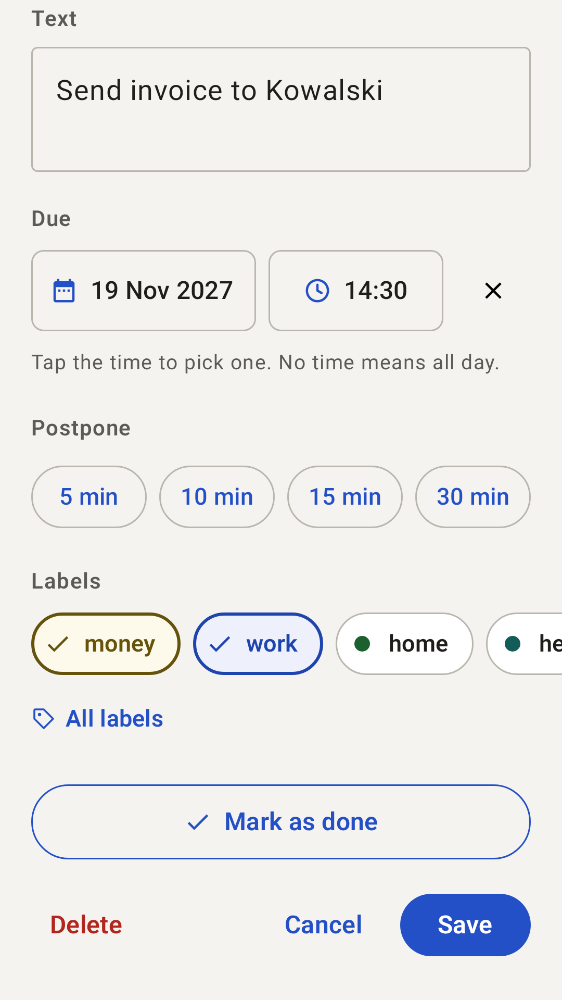 Text
Send invoice to Kowalski
Due
19 Nov 2027 14:30
Tap the time to pick one. No time means all day.
Postpone
5 min 10 min 15 min 30 min
Labels
money work home he
All labels
Mark as done
Delete Cancel Save